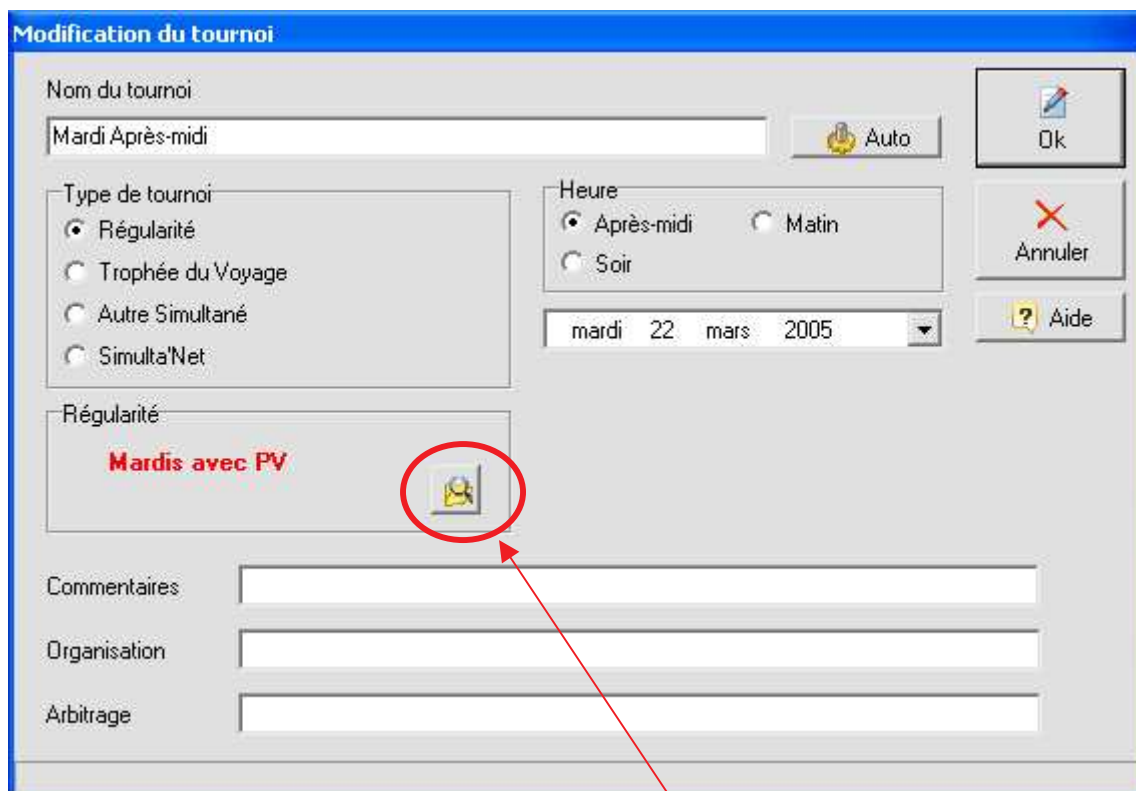 Modification du tournoi
Nom du tournoi
Mardi Après-midi
Auto
Ok
Type de tournoi
Régularité
Trophée du Voyage
Autre Simultané
Simulta'Net
Heure
Après-midi Matin
Soir
mardi 22 mars 2005
Annuler
Aide
Régularité
Mardis avec PV
Commentaires
Organisation
Arbitrage